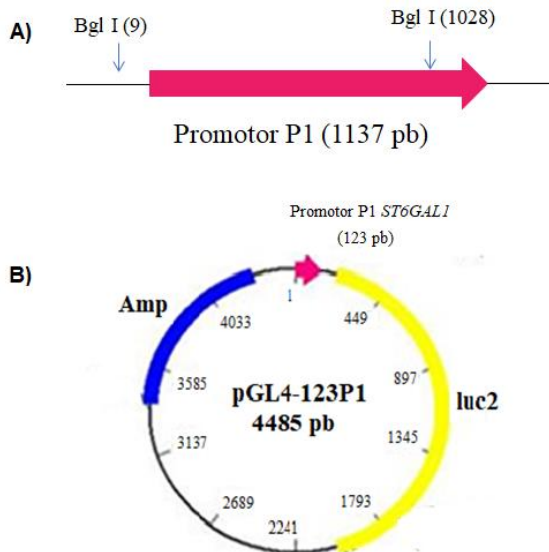 A)
Bgl I (9)
Bgl I (1028)
Promotor P1 (1137 pb)
B)
Promotor P1 ST6GAL1
(123 pb)
Amp
4033
1
449
3585
897
pGL4-123P1
4485 pb
luc2
3137
1345
2689
1793
2241